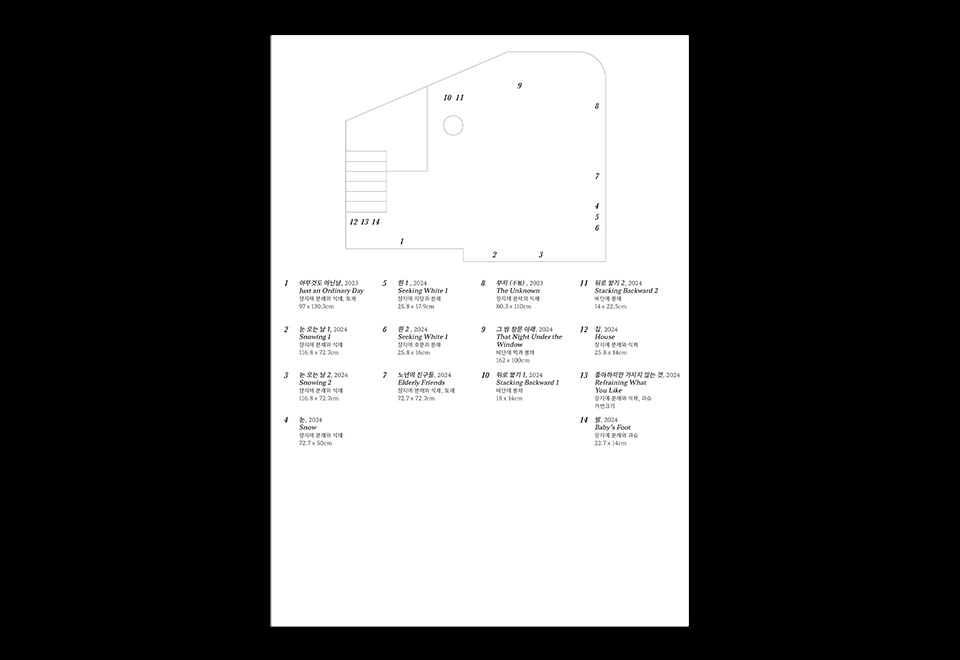 9
10 11
8
7
4
5
6
12 13 14
1
2
3
1 아무것도 아닌날, 2023
Just an Ordinary Day
장지에 분채와 석채, 토채
97 x 130.3cm
2 눈 오는 날 1, 2024
Snowing 1
장지에 분채와 석채
116.8 x 72.7cm
3 눈 오는 날 2, 2024
Snowing 2
장지에 분채와 석채
116.8 x 72.7cm
4 눈, 2024
Snow
장지에 분채와 석채
72.7 x 50cm
5 흰 1, 2024
Seeking White 1
장지에 지당과 분채
25.8 x 17.9cm
6 흰 2, 2024
Seeking White 1
장지에 호분과 분채
25.8 x 16cm
7 노년의 친구들, 2024
Elderly Friends
장지에 분채와 석채, 토채
72.7 x 72.7cm
8 부지 (不知), 2023
The Unknown
장지에 분채와 석채
80.3 x 110cm
9 그 밤 창문 아래, 2024
That Night Under the
Window
비단에 먹과 봉채
162 x 100cm
10 뒤로 쌓기 1, 2024
Stacking Backward 1
비단에 봉채
18 x 14cm
11 뒤로 쌓기 2, 2024
Stacking Backward 2
비단에 봉채
14 x 22.5cm
12 집, 2024
House
장지에 분채와 석채
25.8 x 14cm
13 좋아하지만 가지지 않는 것, 2024
Refraining What
You Like
장지에 분채와 석채, 과슈
가변크기
14 발, 2024
Baby's Foot
장지에 분채와 과슈
22.7 x 14cm